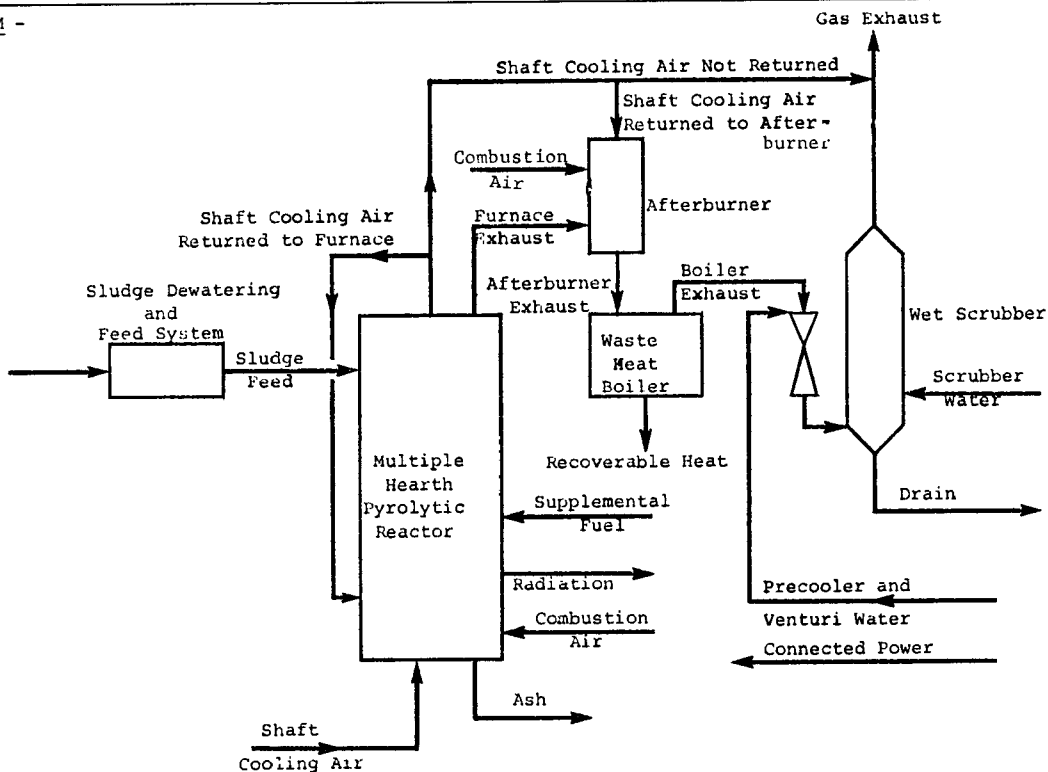 M -
Gas Exhaust
Shaft Cooling Air Not Returned
Shaft Cooling Air
Returned to After-
burner
Combustion
Air
Afterburner
Shaft Cooling Air
Returned to Furnace
Furnace
Exhaust
Sludge Dewatering
and
Feed System
Afterburner
Exhaust
Boiler
Exhaust
Wet Scrubber
Waste
Heat
Boiler
Sludge
Feed
Scrubber
Water
Recoverable Heat
Multiple
Hearth
Pyrolytic
Reactor
Supplemental
Fuel
Drain
Radiation
Precooler and
Venturi Water
Combustion
Air
Connected Power
Ash
Shaft
Cooling Air